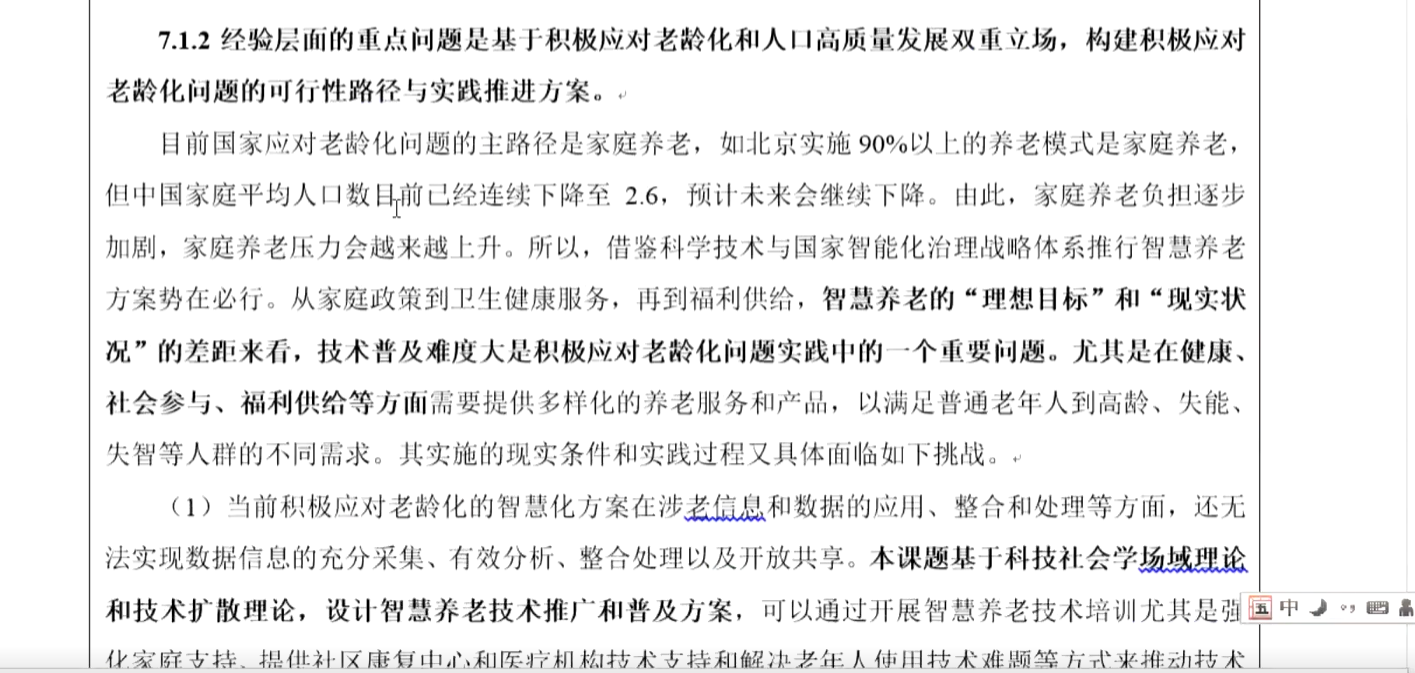 7.1.2 经验层面的重点问题是基于积极应对老龄化和人口高质量发展双重立场，构建积极应对
老龄化问题的可行性路径与实践推进方案。
目前国家应对老龄化问题的主路径是家庭养老，如北京实施 90%以上的养老模式是家庭养老，
但中国家庭平均人口数目前已经连续下降至 2.6，预计未来会继续下降。由此，家庭养老负担逐步
加剧，家庭养老压力会越来越上升。所以，借鉴科学技术与国家智能化治理战略体系推行智慧养老
方案势在必行。从家庭政策到卫生健康服务，再到福利供给，智慧养老的“理想目标”和“现实状
况”的差距来看，技术普及难度大是积极应对老龄化问题实践中的一个重要问题。尤其是在健康、
社会参与、福利供给等方面需要提供多样化的养老服务和产品，以满足普通老年人到高龄、失能、
失智等人群的不同需求。其实施的现实条件和实践过程又具体面临如下挑战。
（1）当前积极应对老龄化的智慧化方案在涉老信息和数据的应用、整合和处理等方面，还无
法实现数据信息的充分采集、有效分析、整合处理以及开放共享。本课题基于科技社会学场域理论
和技术扩散理论，设计智慧养老技术推广和普及方案，可以通过开展智慧养老技术培训尤其是强
化家庭支持、提供社区康复中心和医疗机构技术支持和解决老年人使用技术难题等方式来推动技术
五 中